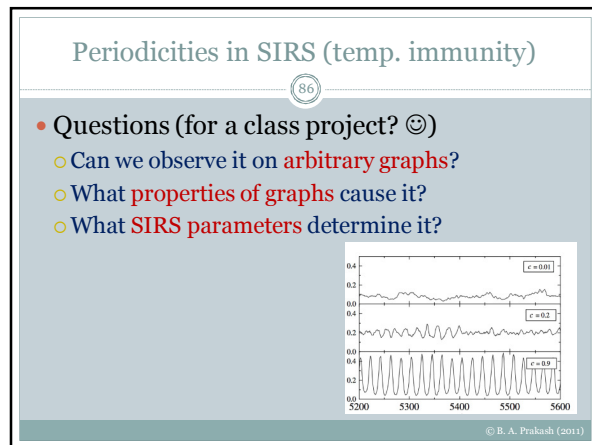 Periodicities in SIRS (temp. immunity)
86
• Questions (for a class project? ☺)
○ Can we observe it on arbitrary graphs?
○ What properties of graphs cause it?
○ What SIRS parameters determine it?
0.4
0.2
0.0
c = 0.01
0.4
0.2
0.0
c = 0.2
0.4
0.2
0.0
c = 0.9
5200 5300 5400 5500 5600
© B. A. Prakash (2011)